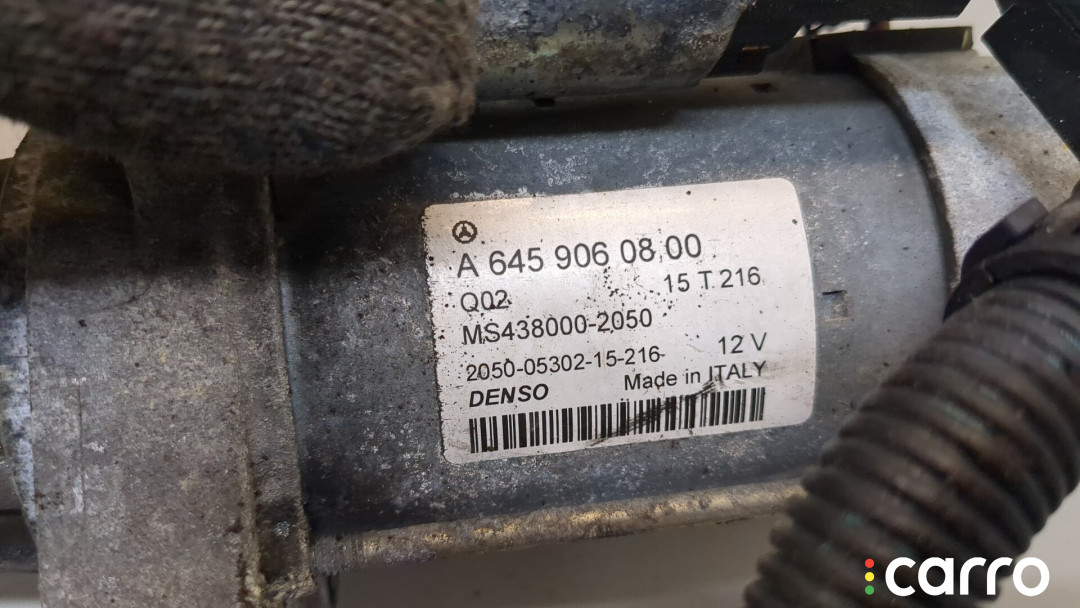 A 645 906 08 00
Q02 15 T 216
MS438000-2050
2050-05302-15-216 12 V
DENSO Made in ITALY
carro